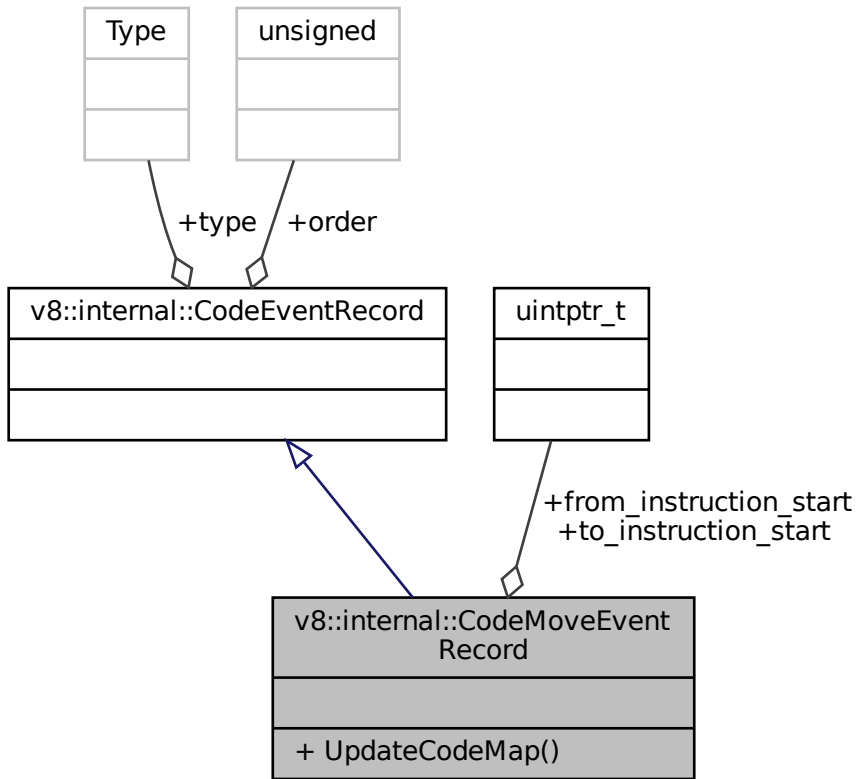 Type
unsigned
+type
+order
v8::internal::CodeEventRecord
uintptr_t
+from_instruction_start
+to_instruction_start
v8::internal::CodeMoveEvent
Record
+ UpdateCodeMap()